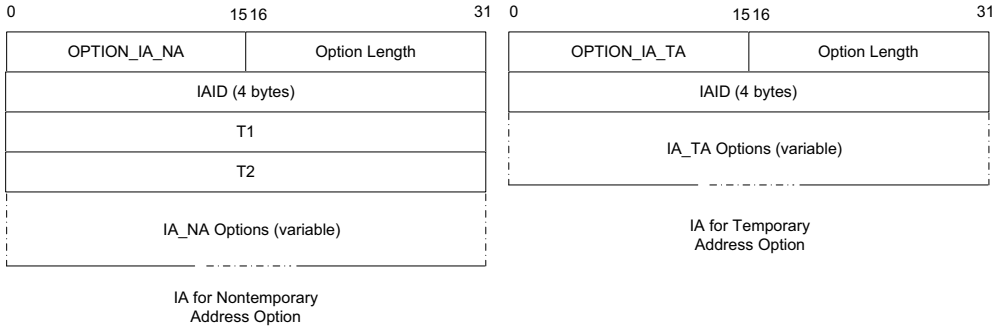 0 15 16 31
OPTION_IA_NA Option Length
IAID (4 bytes)
T1
T2
IA_NA Options (variable)
IA for Nontemporary
Address Option
0 15 16 31
OPTION_IA_TA Option Length
IAID (4 bytes)
IA_TA Options (variable)
IA for Temporary
Address Option